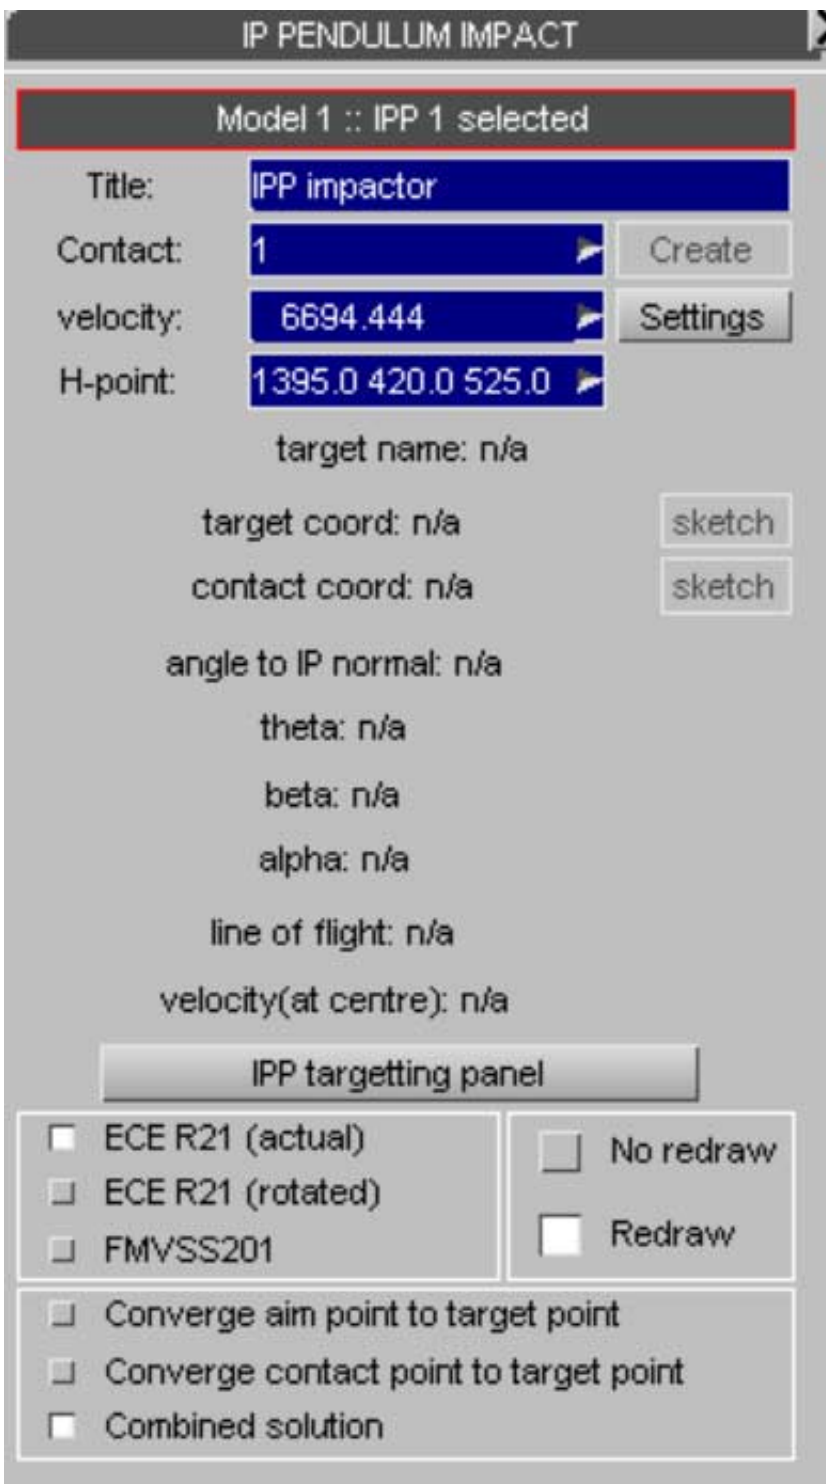 IP PENDULUM IMPACT
Model 1 :: IPP 1 selected
Title: IPP impactor
Contact: 1 Create
velocity: 6694.444 Settings
H-point: 1395.0 420.0 525.0
target name: n/a
target coord: n/a sketch
contact coord: n/a sketch
angle to IP normal: n/a
theta: n/a
beta: n/a
alpha: n/a
line of flight: n/a
velocity(at centre): n/a
IPP targetting panel
ECE R21 (actual)
ECE R21 (rotated)
FMVSS201
No redraw
Redraw
Converge aim point to target point
Converge contact point to target point
Combined solution